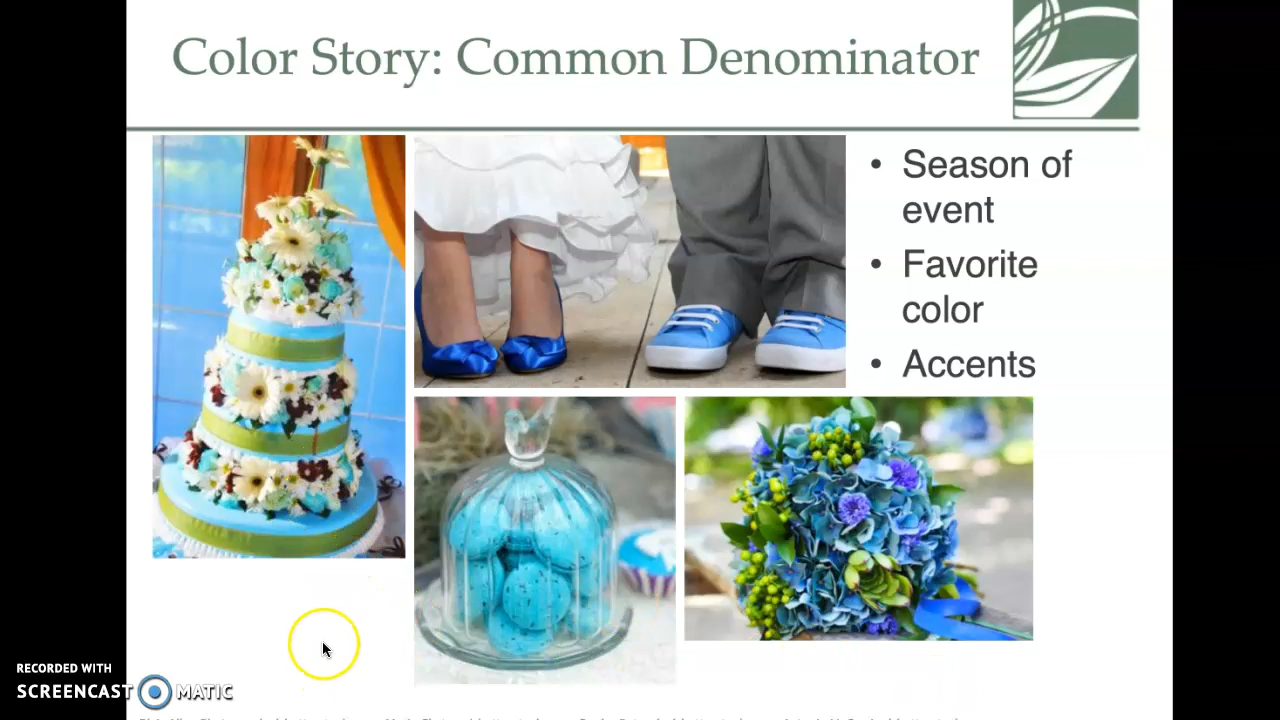 Color Story: Common Denominator
• Season of
event
• Favorite
color
• Accents
RECORDED WITH
SCREENCAST MATIC